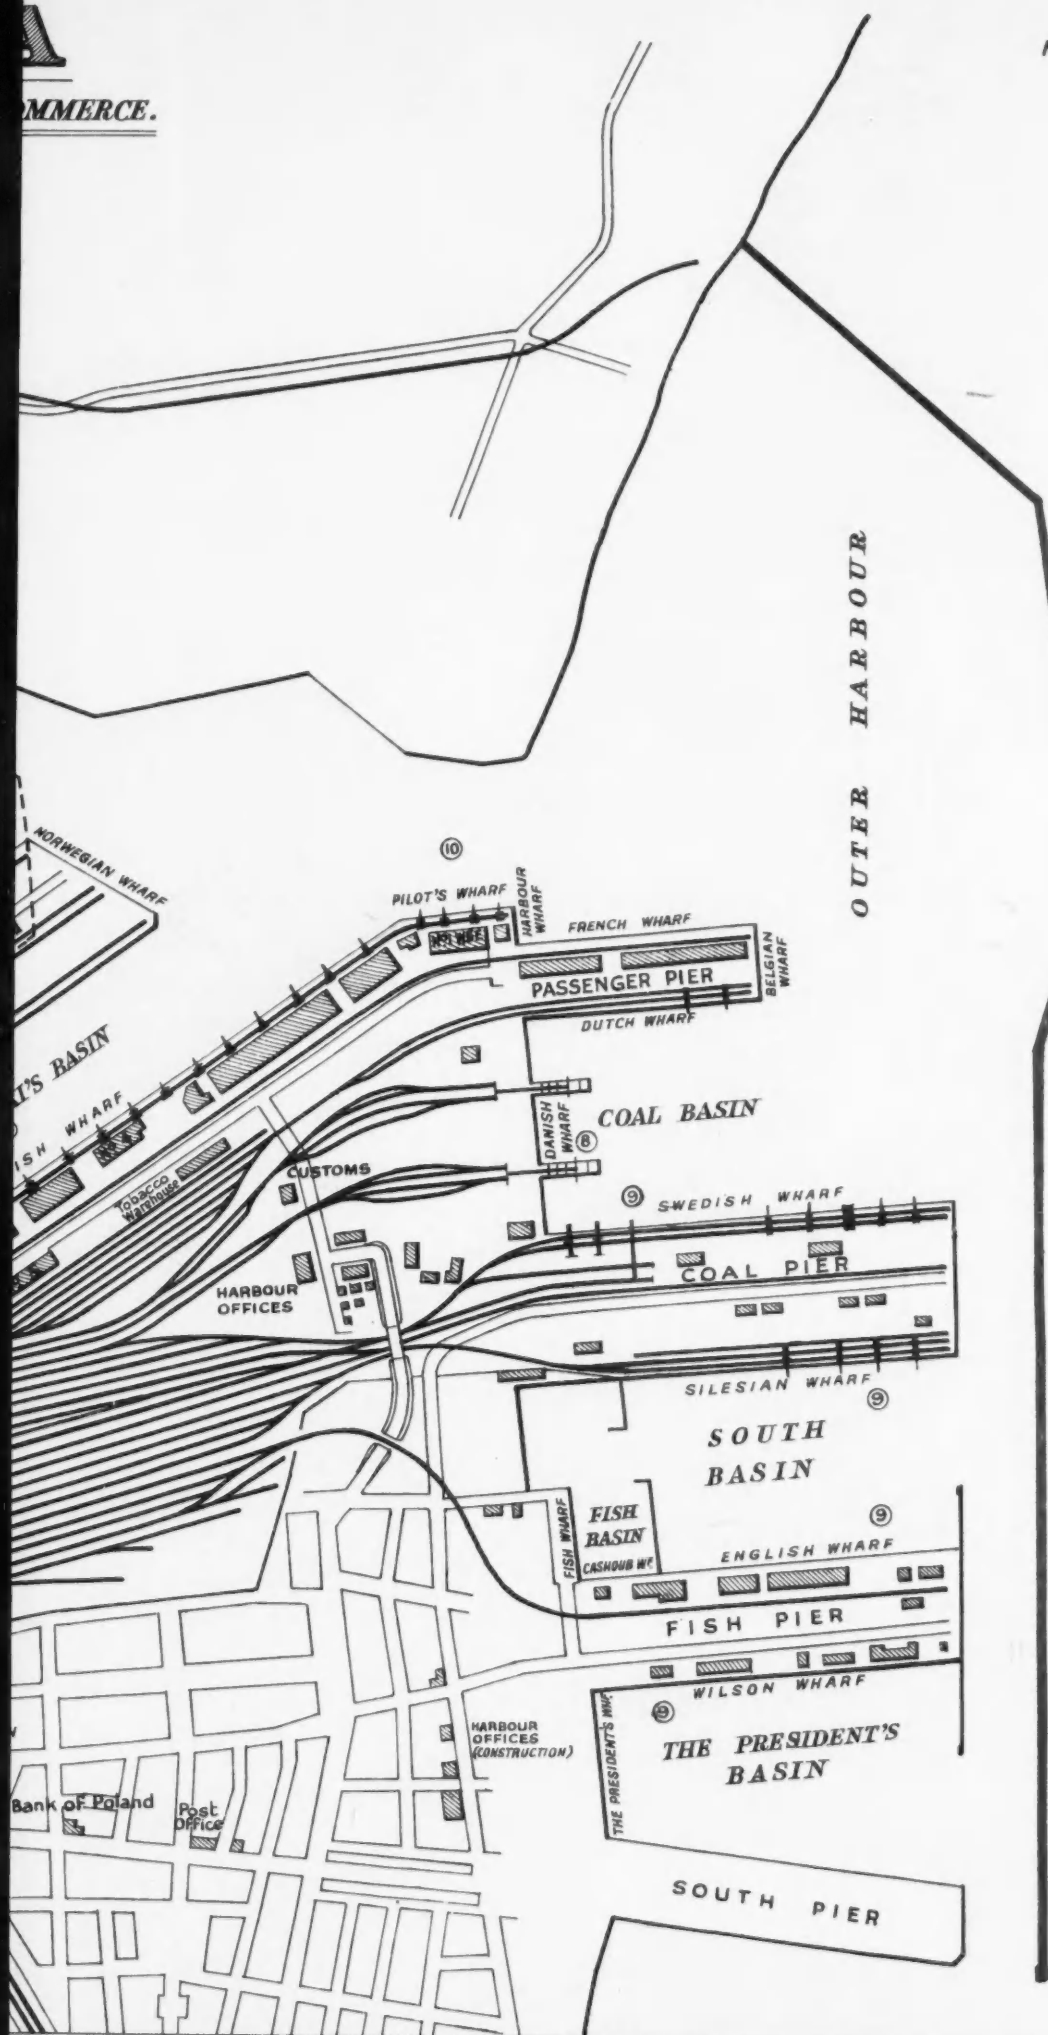 A
OMMERCE.
OUTER HARBOUR
NORWEGIAN WHARF
10
PILOT'S WHARF
HARBOUR
WHARF
FRENCH WHARF
PASSENGER PIER
BELGIAN
WHARF
DUTCH WHARF
I'S BASIN
ISH WHARF
Tobacco
Warehouse
CUSTOMS
DANISH
WHARF
8
COAL BASIN
9
SWEDISH WHARF
COAL PIER
HARBOUR
OFFICES
SILESIAN WHARF
9
SOUTH
BASIN
FISH WHARF
FISH
BASIN
CASHOUB WF.
9
ENGLISH WHARF
FISH PIER
WILSON WHARF
9
THE PRESIDENT'S WHF.
THE PRESIDENT'S
BASIN
HARBOUR
OFFICES
(CONSTRUCTION)
Bank of Poland
Post
Office
SOUTH PIER